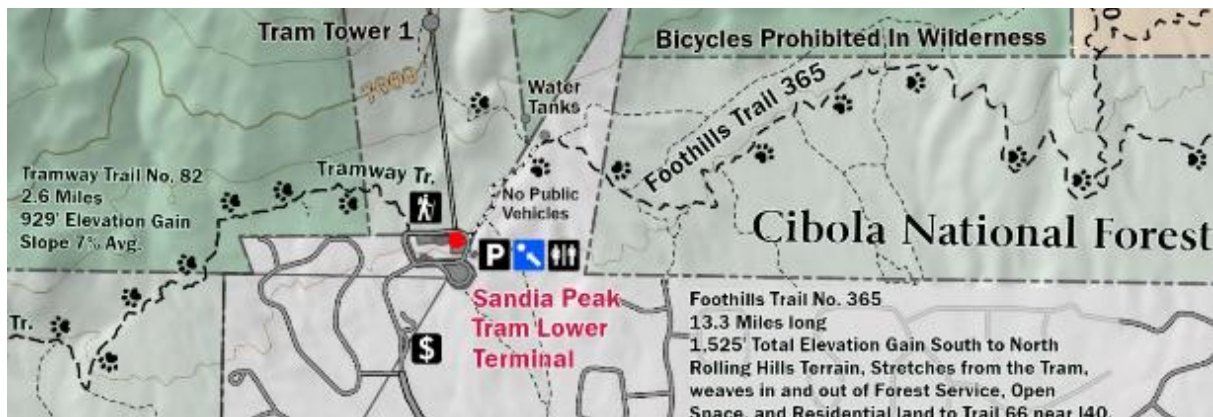 Tram Tower 1
Bicycles Prohibited In Wilderness
7000
Water
Tanks
Foothills Trail 365
Tramway Trail No. 82
2.6 Miles
929' Elevation Gain
Slope 7% Avg.
Tramway Tr.
No Public
Vehicles
Cibola National Forest
P
Sandia Peak
Tram Lower
Terminal
Tr.
$
Foothills Trail No. 365
13.3 Miles long
1,525' Total Elevation Gain South to North
Rolling Hills Terrain, Stretches from the Tram,
weaves in and out of Forest Service, Open
Space, and Residential land to Trail 66 near I40